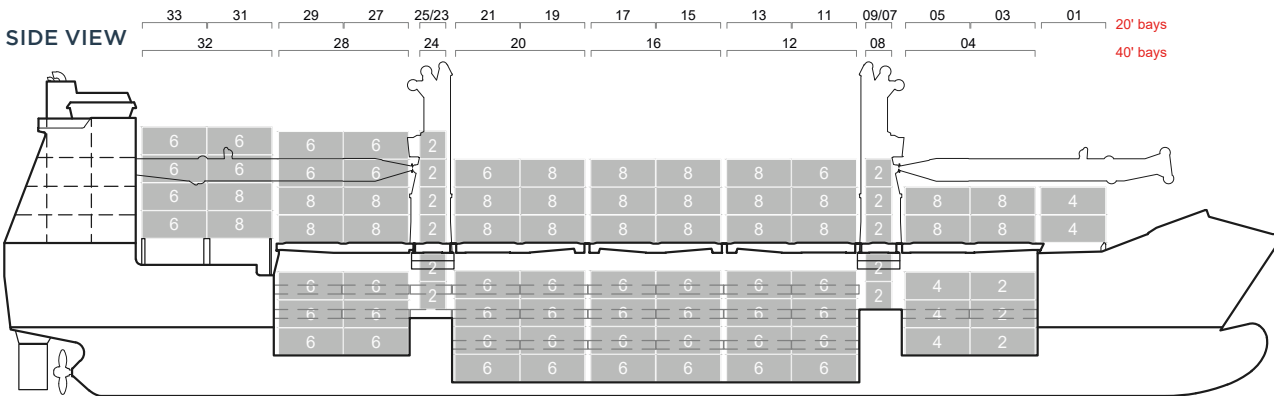 33 31 29 27 25/23 21 19 17 15 13 11 09/07 05 03 01 20' bays
SIDE VIEW 32 28 24 20 16 12 08 04 40' bays
6 6 6 6 2
6 6 6 6 2 6 8 8 8 8 6 2
6 8 8 8 2 8 8 8 8 8 8 2 8 8 4
6 8 8 8 2 8 8 8 8 8 8 2 8 8 4
2 2
6 6 2 6 6 6 6 6 6 2 4 2
6 6 6 6 6 6 6 6 4 2
6 6 6 6 6 6 6 6 4 2
6 6 6 6 6 6